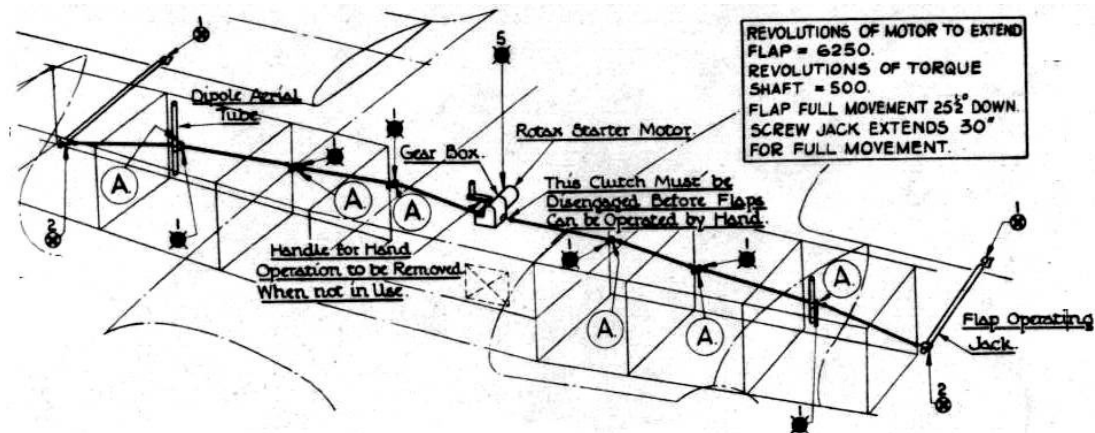 1
5
REVOLUTIONS OF MOTOR TO EXTEND
FLAP = 6250.
REVOLUTIONS OF TORQUE
SHAFT = 500.
FLAP FULL MOVEMENT 25½° DOWN.
SCREW JACK EXTENDS 30"
FOR FULL MOVEMENT.
Dipole Aerial
Tube
1
1
Rotax Starter Motor.
Gear Box.
This Clutch Must be
Disengaged Before Flaps
Can be Operated by Hand.
A.
A.
A.
2
1
Handle for Hand
Operation to be Removed
When not in Use
1
1
1
A.
A.
A.
Flap Operating
Jack.
2
1